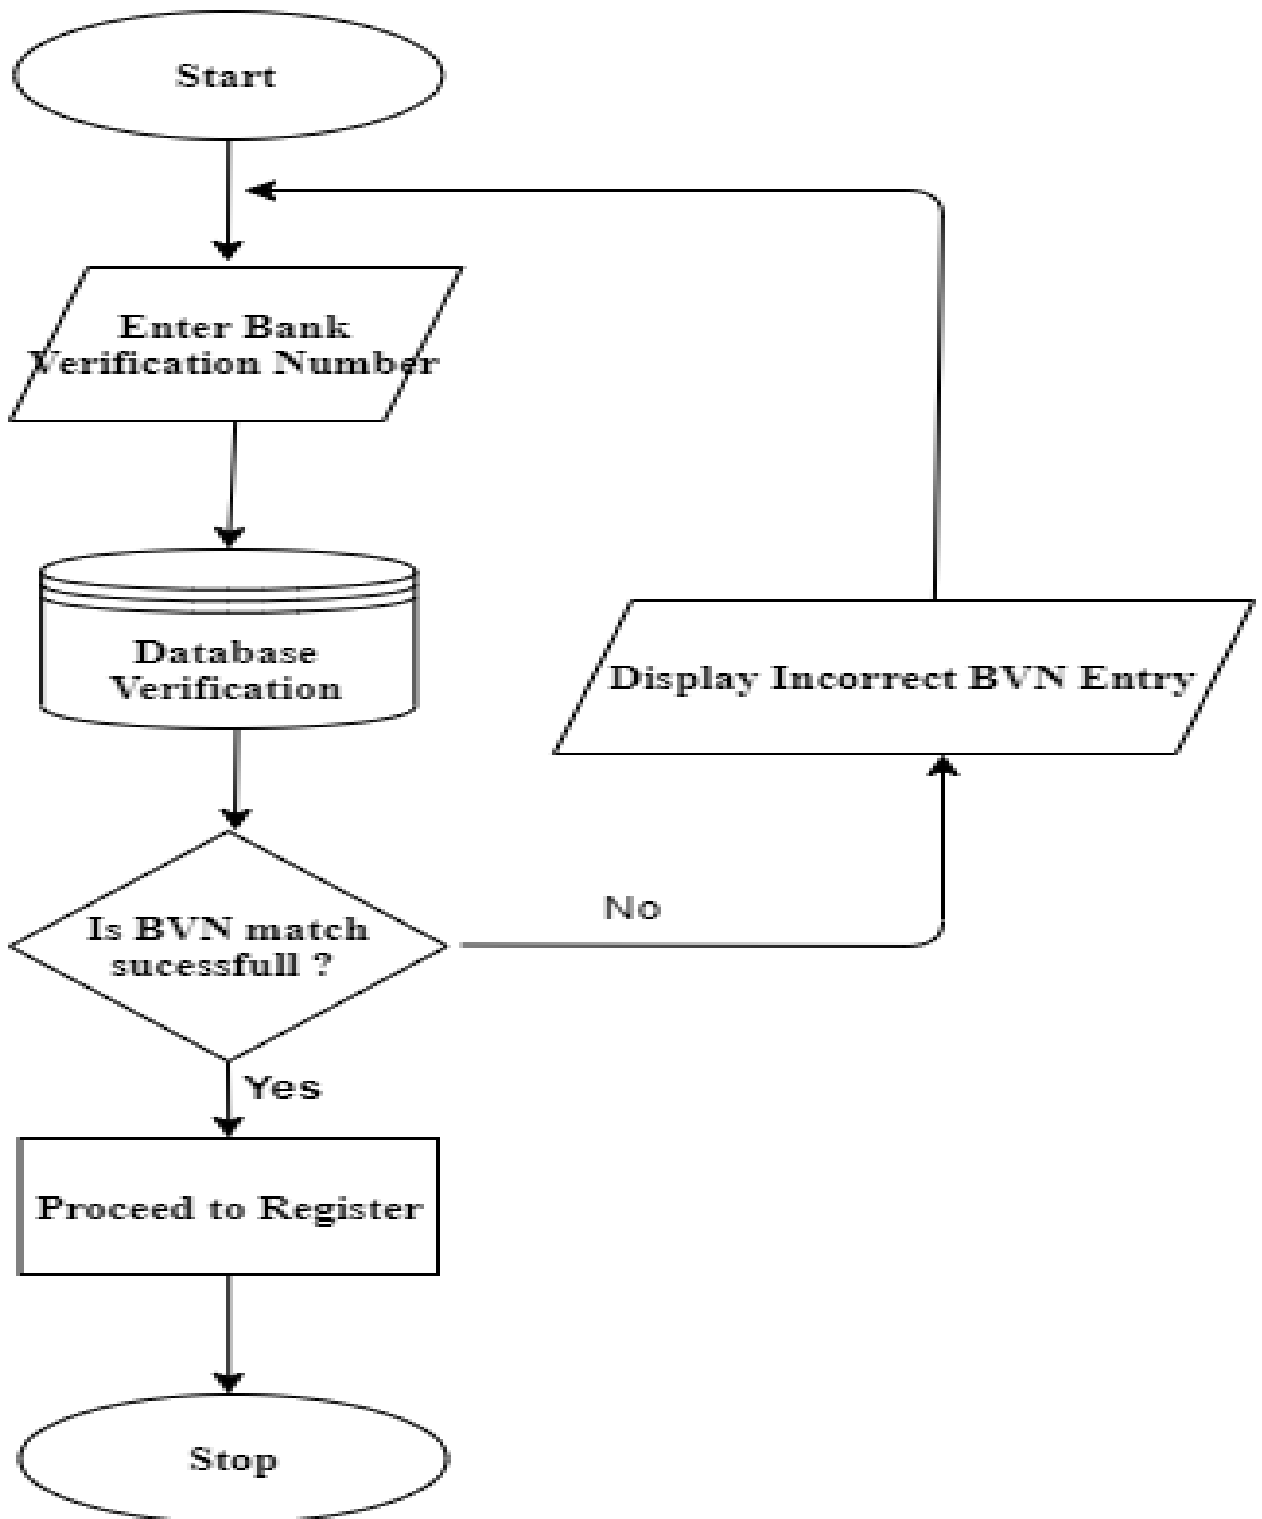 Start
Enter Bank
Verification Number
Database
Verification
Display Incorrect BVN Entry
Is BVN match
sucessfull ?
No
Yes
Proceed to Register
Stop